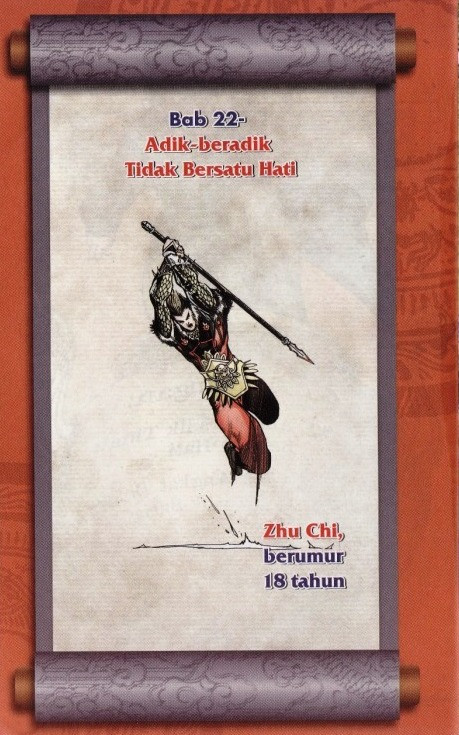 Bab 22-
Adik-beradik
Tidak Bersatu Hati
Zhu Chi,
berumur
18 tahun